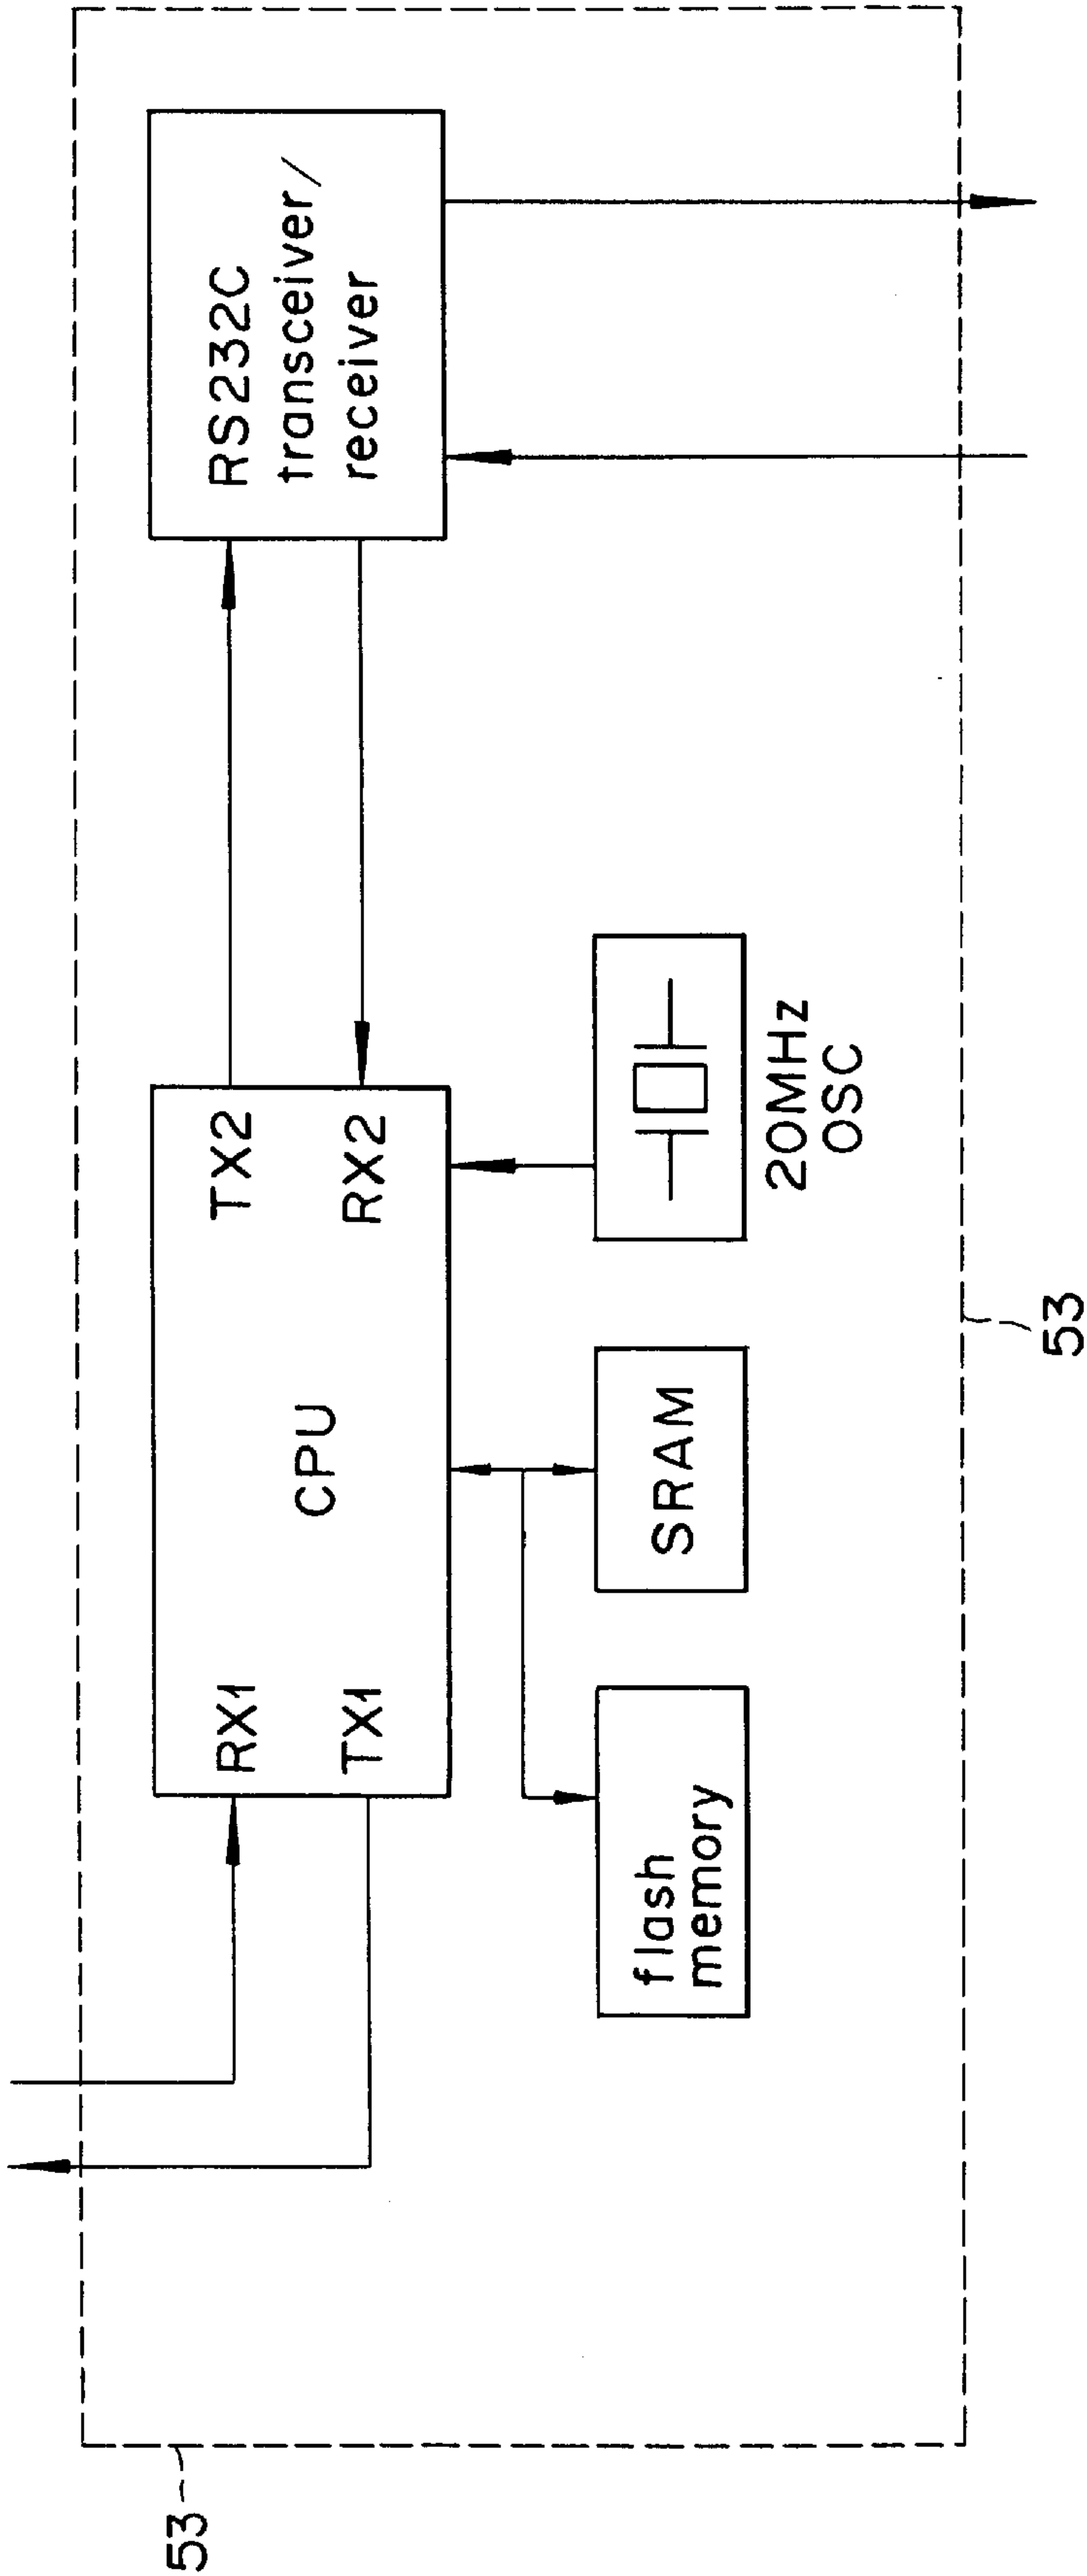 53
RX1
TX1
CPU
TX2
RX2
RS232C
transceiver/
receiver
flash
memory
SRAM
20MHz
OSC
53